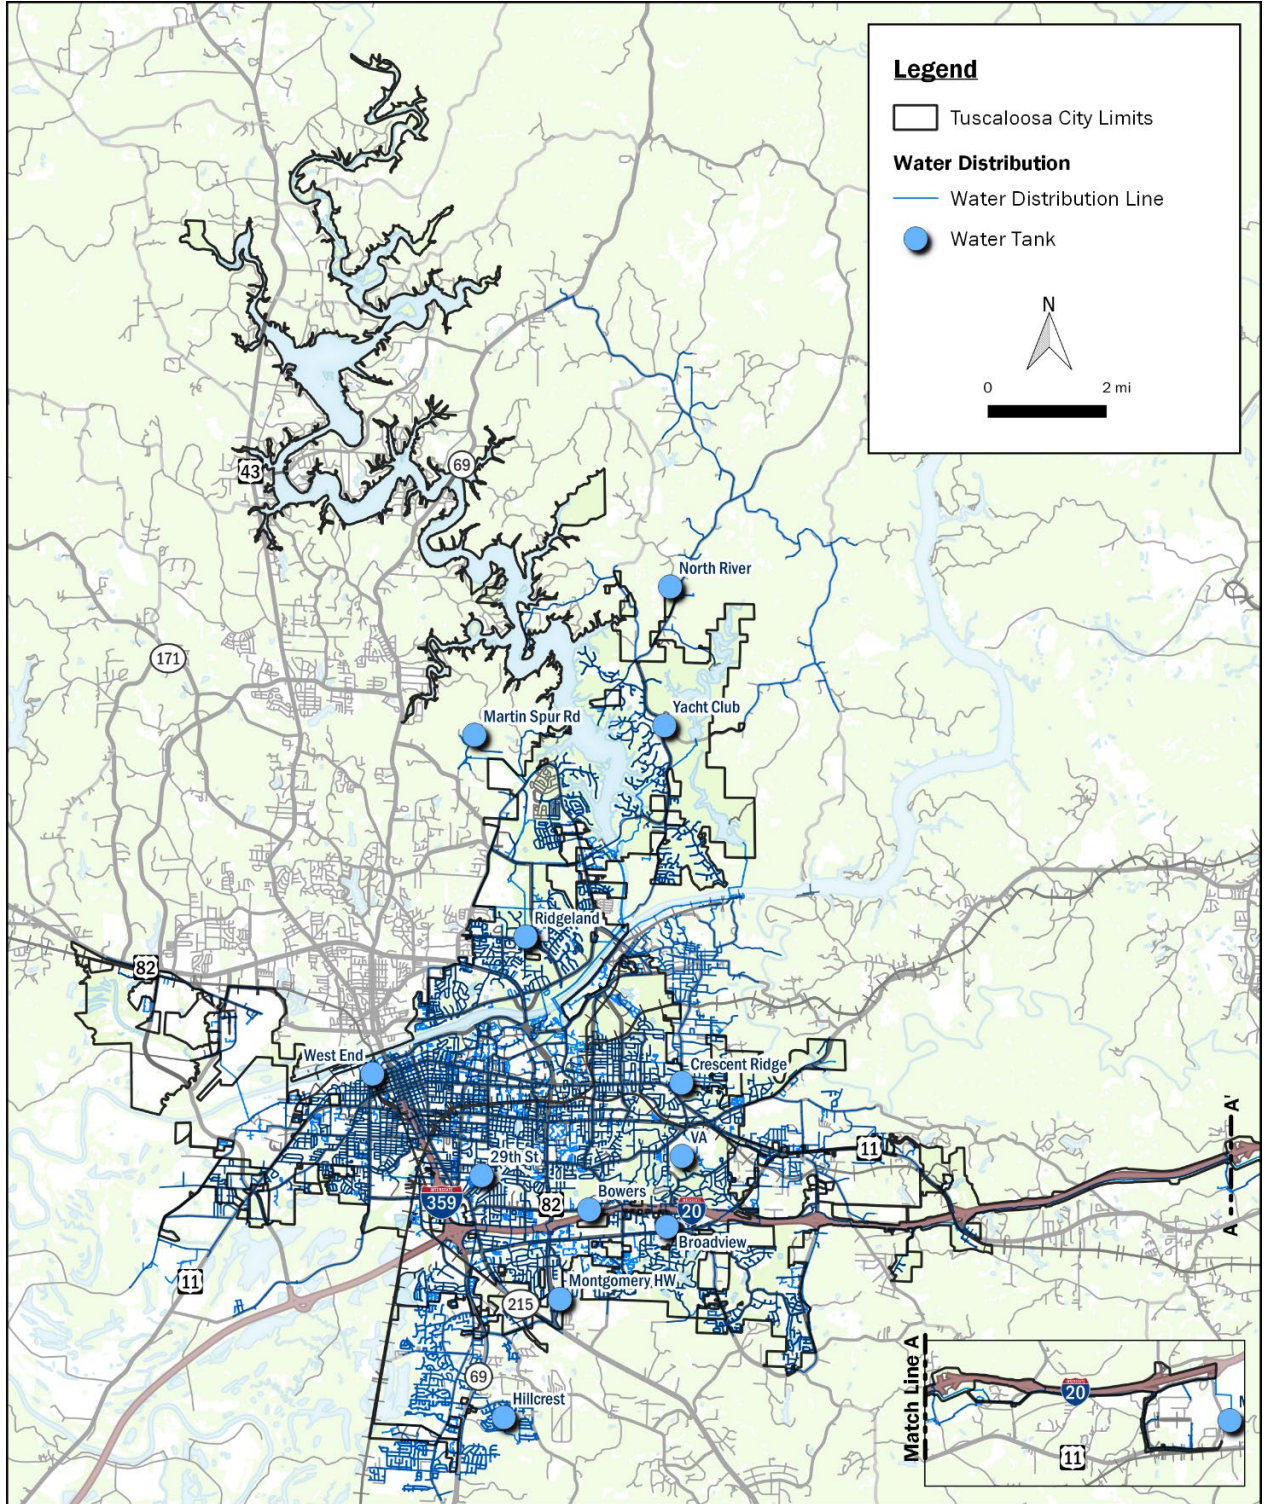 Legend
Tuscaloosa City Limits
Water Distribution
Water Distribution Line
Water Tank
N
0 2 mi
43
69
North River
171
Yacht Club
Martin Spur Rd
Ridgeland
82
West End
Crescent Ridge
VA
11
29th St
A A'
359
82
Bowers
20
Broadview
11
Montgomery HW
215
69
Hillcrest
Match Line A
20
11